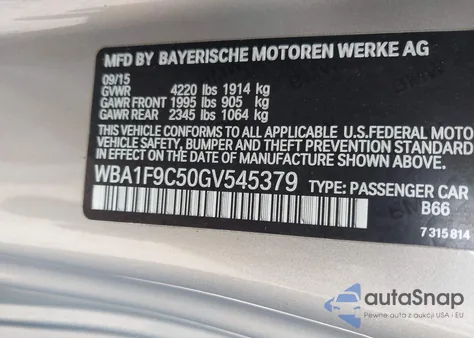 MFD BY BAYERISCHE MOTOREN WERKE AG
09/15
GVWR 4220 lbs 1914 kg
GAWR FRONT 1995 lbs 905 kg
GAWR REAR 2345 lbs 1064 kg
THIS VEHICLE CONFORMS TO ALL APPLICABLE U.S.FEDERAL MOTOR
VEHICLE SAFETY, BUMPER AND THEFT PREVENTION STANDARDS
IN EFFECT ON THE DATE OF MANUFACTURE SHOWN ABOVE.
WBA1F9C50GV545379 TYPE: PASSENGER CAR
B66
7 315 814
autoSnap
Pewne auta z aukcji USA i EU